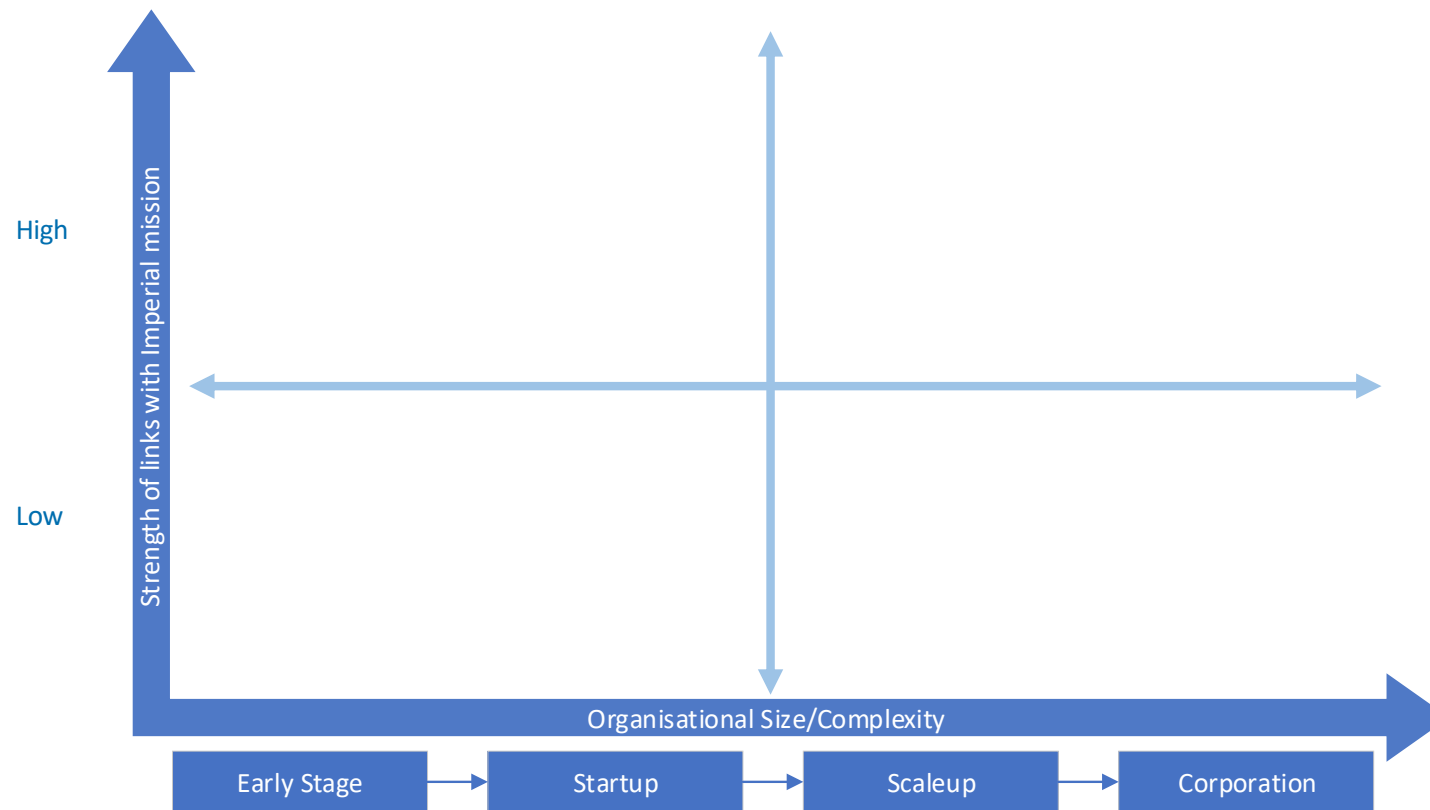 High
Strength of links with Imperial mission
Low
Organisational Size/Complexity
Early Stage
Startup
Scaleup
Corporation